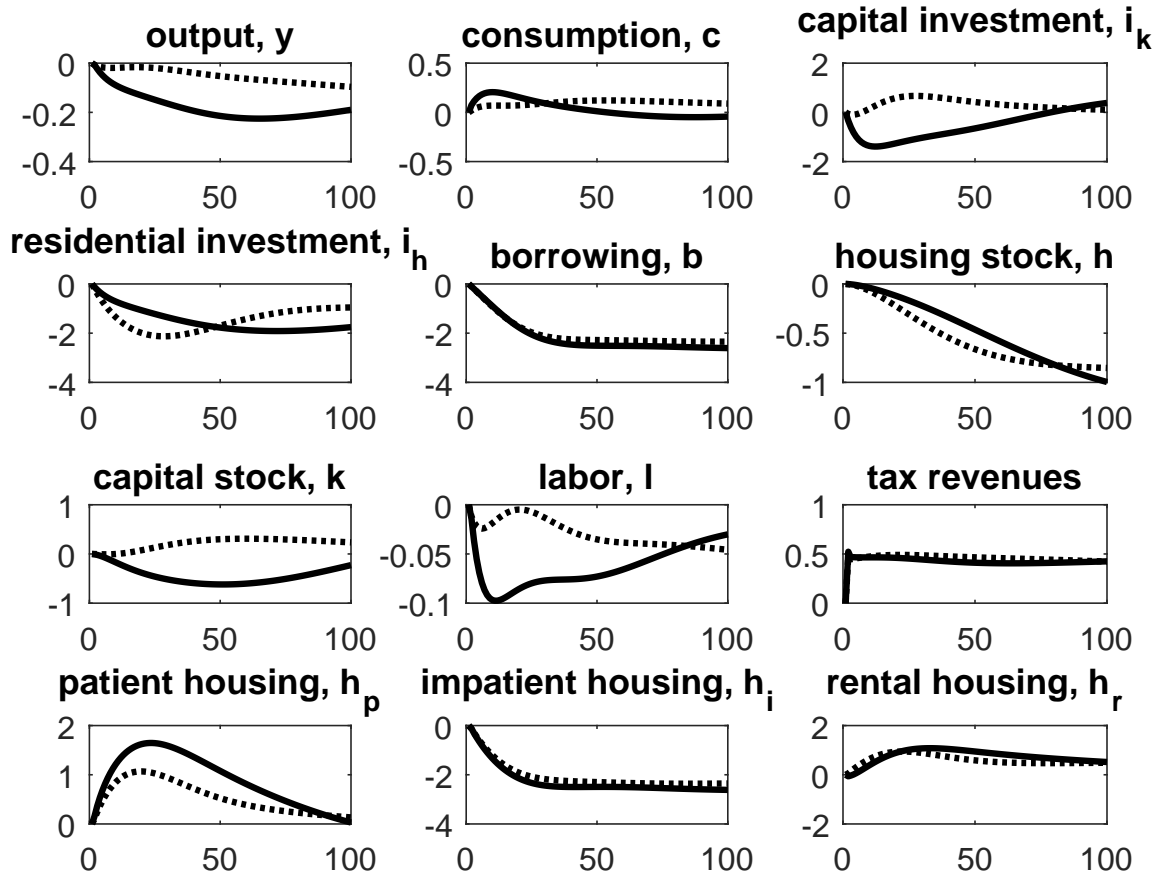 output, y
0
-0.2
-0.4
0 50 100
consumption, c
0.5
0
-0.5
0 50 100
capital investment, i_k
2
0
-2
0 50 100
residential investment, i_h
0
-2
-4
0 50 100
borrowing, b
0
-2
-4
0 50 100
housing stock, h
0
-0.5
-1
0 50 100
capital stock, k
1
0
-1
0 50 100
labor, l
0
-0.05
-0.1
0 50 100
tax revenues
1
0.5
0
0 50 100
patient housing, h_p
2
1
0
0 50 100
impatient housing, h_i
0
-2
-4
0 50 100
rental housing, h_r
2
0
-2
0 50 100